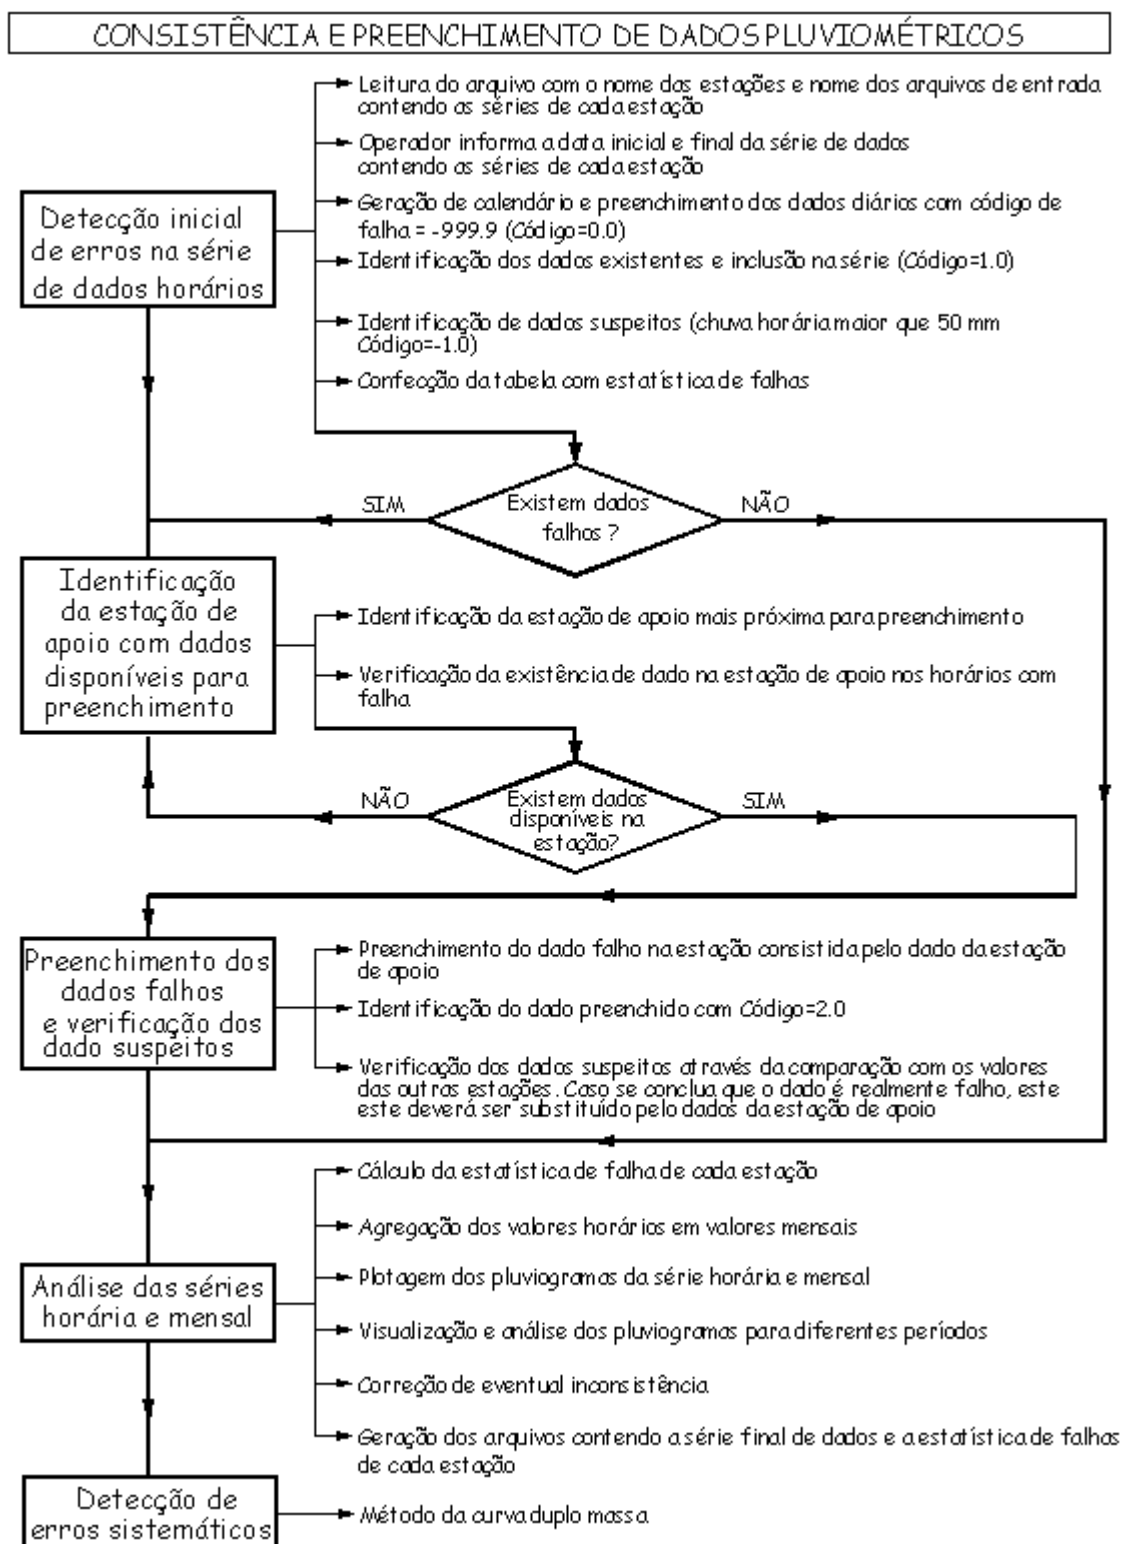 CONSISTÊNCIA E PREENCHIMENTO DE DADOS PLUVIOMÉTRICOS
Detecção inicial
de erros na série
de dados horários
Leitura do arquivo com o nome das estações e nome dos arquivos de entrada
contendo as séries de cada estação
Operador informa a data inicial e final da série de dados
contendo as séries de cada estação
Geração de calendário e preenchimento dos dados diários com código de
falha = -999.9 (Código=0.0)
Identificação dos dados existentes e inclusão na série (Código=1.0)
Identificação de dados suspeitos (chuva horária maior que 50 mm
Código=-1.0)
Confecção da tabela com estatística de falhas
SIM
Existem dados
falhos ?
NÃO
Identificação
da estação de
apoio com dados
disponíveis para
preenchimento
Identificação da estação de apoio mais próxima para preenchimento
Verificação da existência de dado na estação de apoio nos horários com
falha
NÃO
Existem dados
disponíveis na
estação?
SIM
Preenchimento dos
dados falhos
e verificação dos
dado suspeitos
Preenchimento do dado falho na estação consistida pelo dado da estação
de apoio
Identificação do dado preenchido com Código=2.0
Verificação dos dados suspeitos através da comparação com os valores
das outras estações. Caso se conclua que o dado é realmente falho, este
este deverá ser substituído pelo dados da estação de apoio
Análise das séries
horária e mensal
Cálculo da estatística de falha de cada estação
Agregação dos valores horários em valores mensais
Plotagem dos pluviogramas da série horária e mensal
Visualização e análise dos pluviogramas para diferentes períodos
Correção de eventual inconsistência
Geração dos arquivos contendo a série final de dados e a estatística de falhas
de cada estação
Detecção de
erros sistemáticos
Método da curva duplo massa